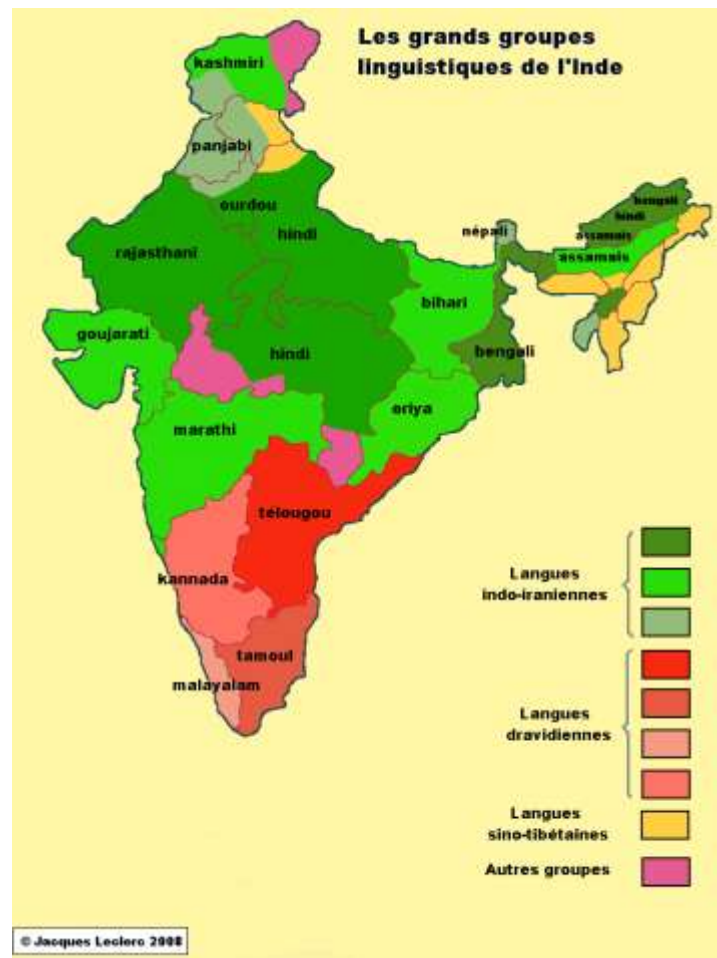 Les grands groupes
linguistiques de l'Inde
kashmiri
panjabi
ourdou
hindi
rajasthani
népali
bengali
hindi
assamais
assamais
bihari
goujarati
hindi
bengali
oriya
marathi
télougou
kannada
tamoul
malayalam
Langues
indo-iraniennes
Langues
dravidiennes
Langues
sino-tibétaines
Autres groupes
© Jacques Leclerc 2008